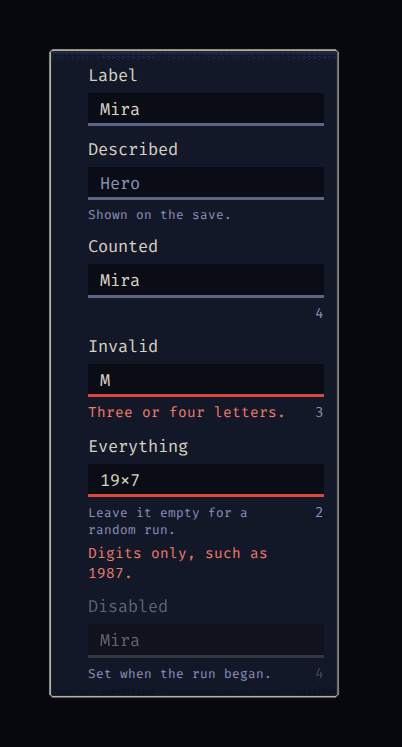 Label
Mira
Described
Hero
Shown on the save.
Counted
Mira
4
Invalid
M
Three or four letters. 3
Everything
19×7
Leave it empty for a 2
random run.
Digits only, such as
1987.
Disabled
Mira
Set when the run began. 4